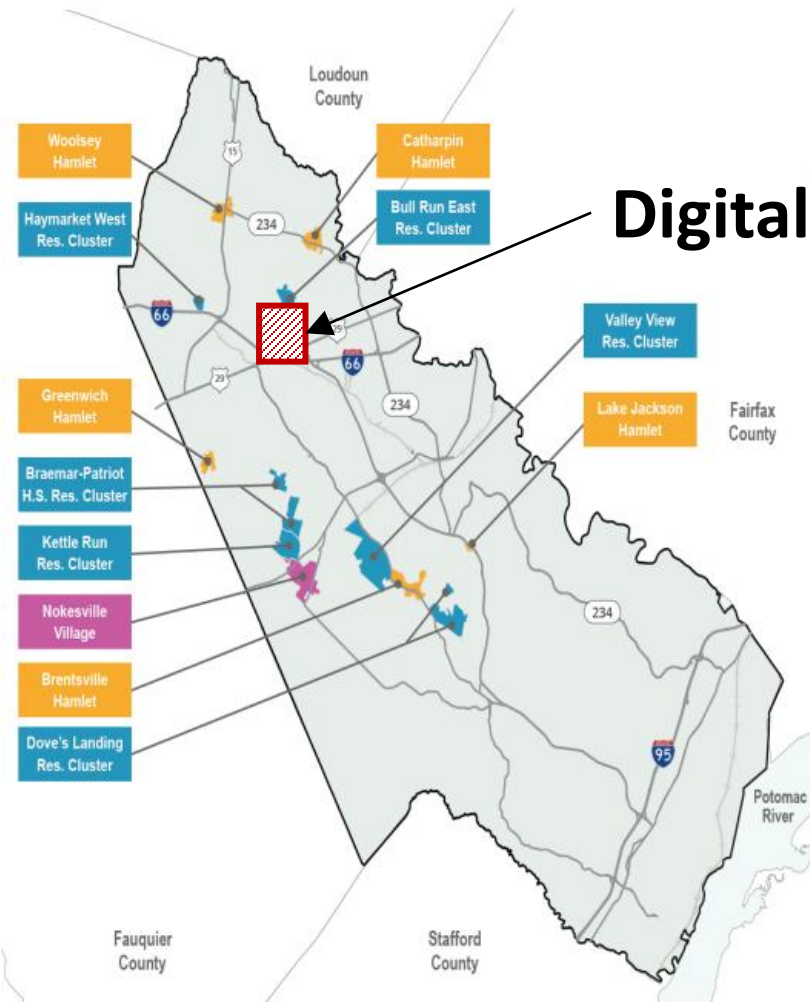 Loudoun
County
Woolsey
Hamlet
Catharpin
Hamlet
15
Haymarket West
Res. Cluster
234
Bull Run East
Res. Cluster
Digital
66
29
Valley View
Res. Cluster
66
29
Greenwich
Hamlet
234
Lake Jackson
Hamlet
Fairfax
County
Braemar-Patriot
H.S. Res. Cluster
Kettle Run
Res. Cluster
Nokesville
Village
234
Brentsville
Hamlet
Dove's Landing
Res. Cluster
95
Potomac
River
Fauquier
County
Stafford
County